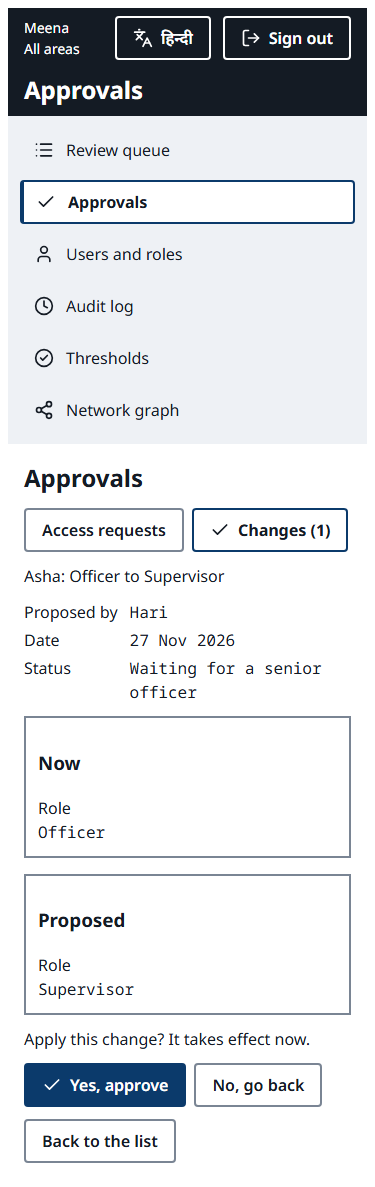 Meena
All areas
हिन्दी
Sign out
Approvals
Review queue
Approvals
Users and roles
Audit log
Thresholds
Network graph
Approvals
Access requests
Changes (1)
Asha: Officer to Supervisor
Proposed by Hari
Date 27 Nov 2026
Status Waiting for a senior
officer
Now
Role
Officer
Proposed
Role
Supervisor
Apply this change? It takes effect now.
Yes, approve
No, go back
Back to the list